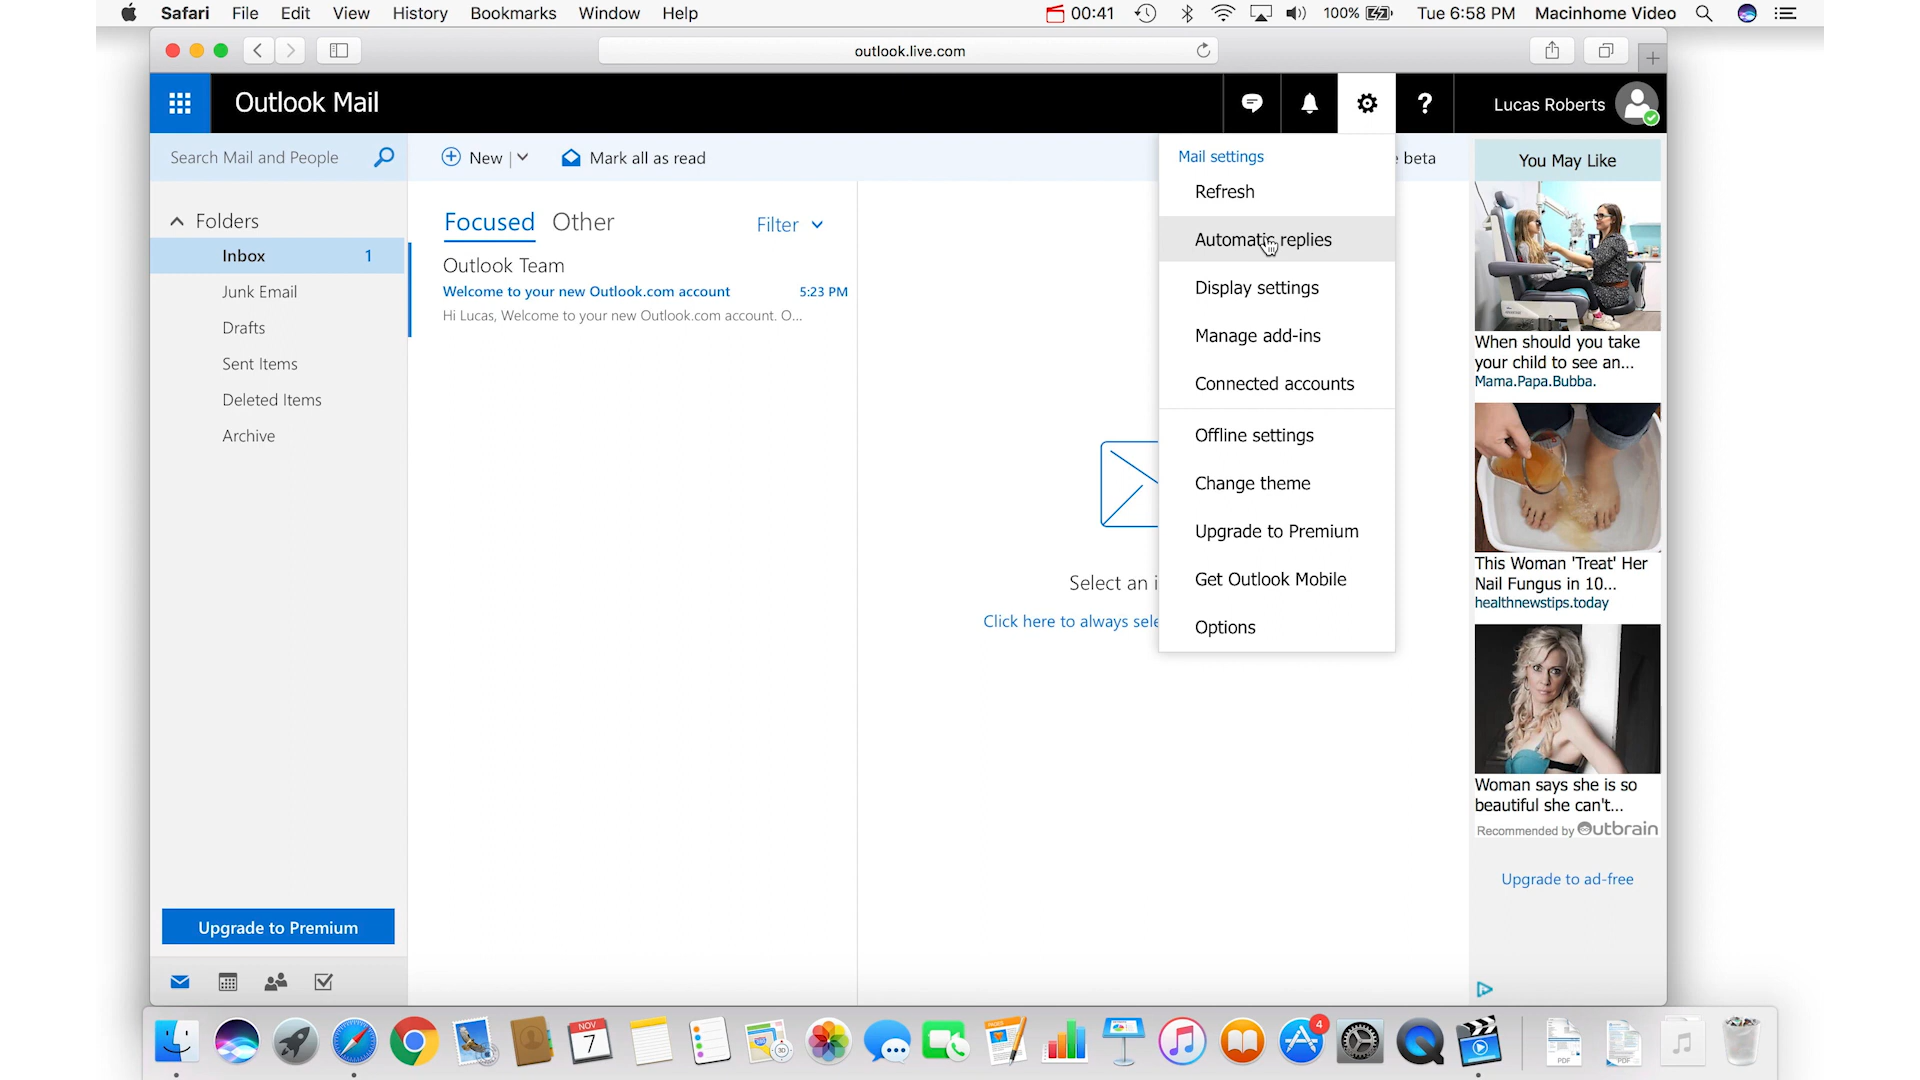 Safari File Edit View History Bookmarks Window Help 00:41 100% Tue 6:58 PM Macinhome Video
outlook.live.com
Outlook Mail Lucas Roberts
Search Mail and People
New Mark all as read
Folders
Inbox 1
Junk Email
Drafts
Sent Items
Deleted Items
Archive
Upgrade to Premium
Focused Other Filter
Outlook Team
Welcome to your new Outlook.com account 5:23 PM
Hi Lucas, Welcome to your new Outlook.com account. O...
Select an i
Click here to always sele
Mail settings
Refresh
Automatic replies
Display settings
Manage add-ins
Connected accounts
Offline settings
Change theme
Upgrade to Premium
Get Outlook Mobile
Options
beta
You May Like
When should you take
your child to see an...
Mama.Papa.Bubba.
This Woman 'Treat' Her
Nail Fungus in 10...
healthnewstips.today
Woman says she is so
beautiful she can't...
Recommended by Outbrain
Upgrade to ad-free
NOV
7
PAGES
4
PDF
PDF